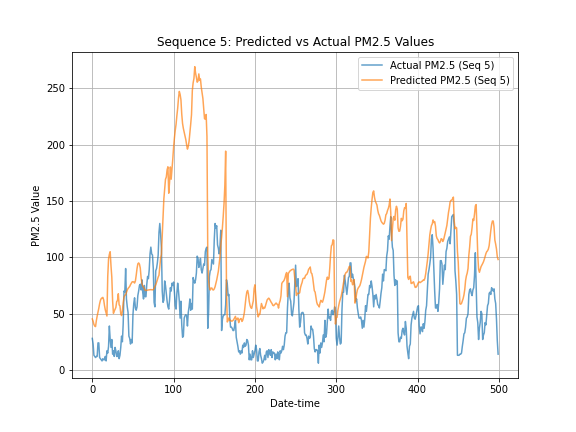 Sequence 5: Predicted vs Actual PM2.5 Values
Actual PM2.5 (Seq 5)
Predicted PM2.5 (Seq 5)
PM2.5 Value
250
200
150
100
50
0
0 100 200 300 400 500
Date-time